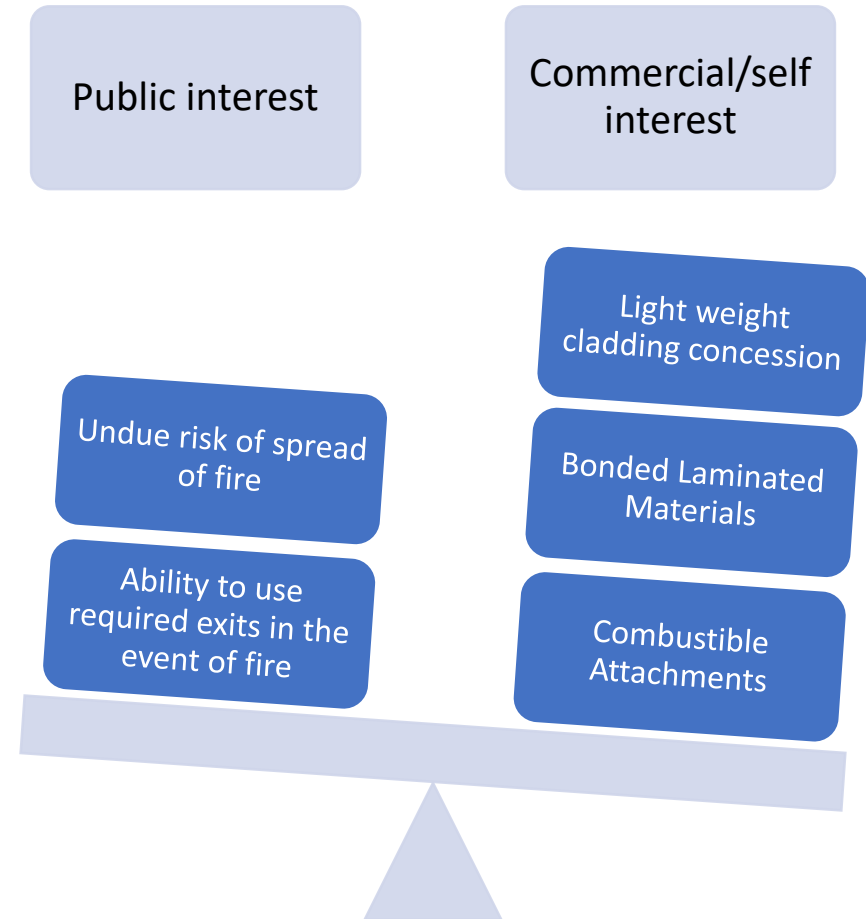 Public interest
Commercial/self
interest
Undue risk of spread
of fire
Ability to use
required exits in the
event of fire
Light weight
cladding concession
Bonded Laminated
Materials
Combustible
Attachments